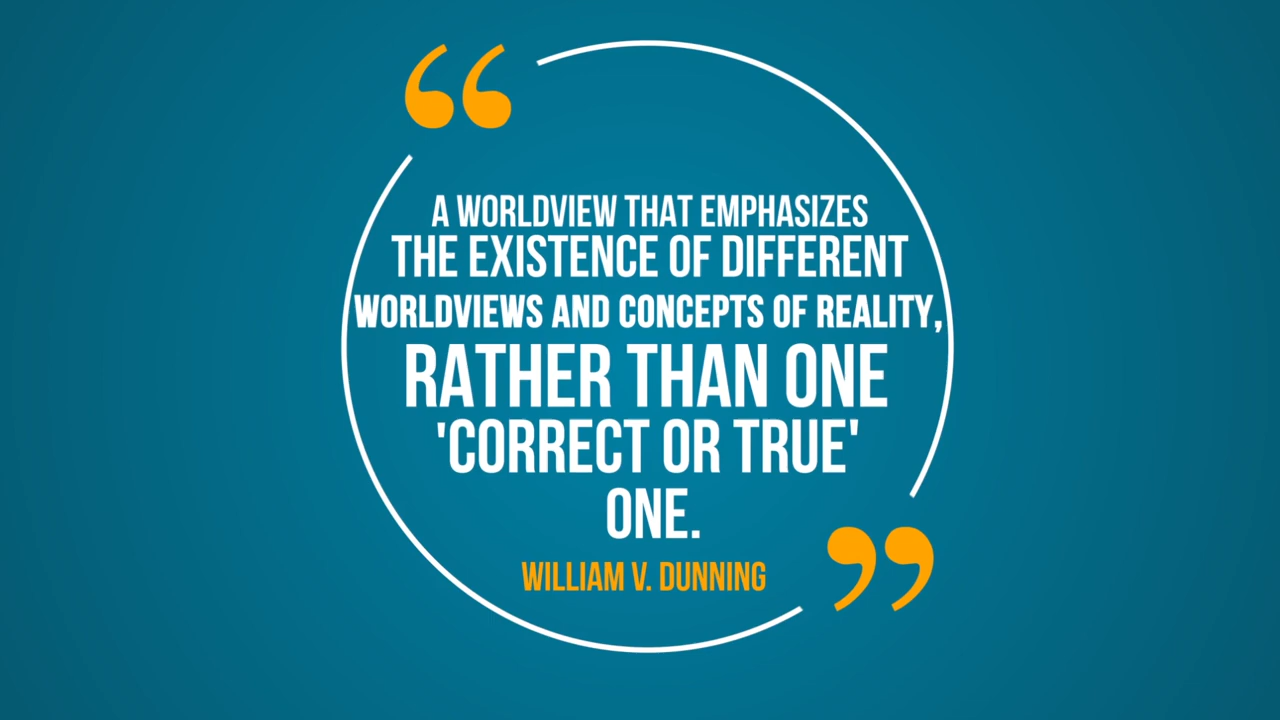 “
A WORLDVIEW THAT EMPHASIZES
THE EXISTENCE OF DIFFERENT
WORLDVIEWS AND CONCEPTS OF REALITY,
RATHER THAN ONE
'CORRECT OR TRUE'
ONE.
WILLIAM V. DUNNING
”